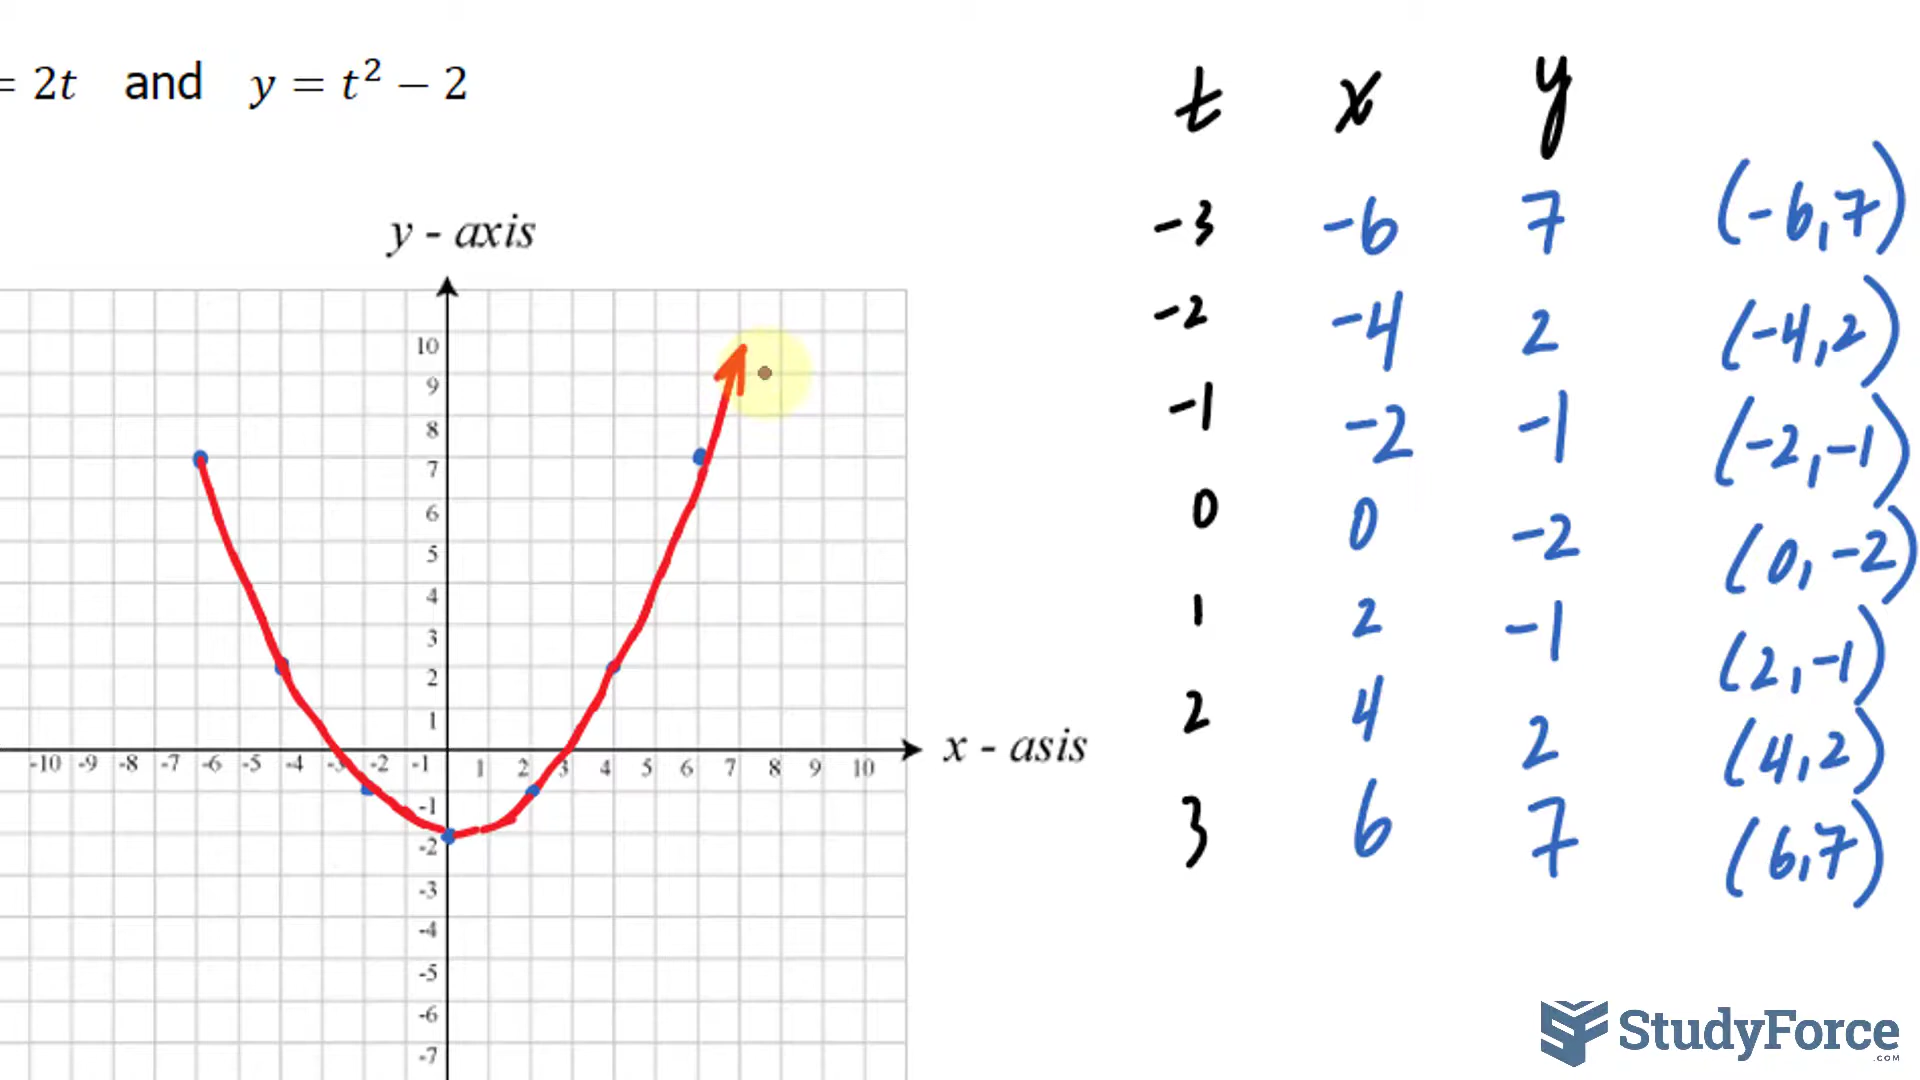 = 2t and y = t² − 2
t x y
-3 -6 7 (-6,7)
-2 -4 2 (-4,2)
-1 -2 -1 (-2,-1)
0 0 -2 (0,-2)
1 2 -1 (2,-1)
2 4 2 (4,2)
3 6 7 (6,7)
y - axis
10
9
8
7
6
5
4
3
2
1
-10 -9 -8 -7 -6 -5 -4 -3 -2 -1 1 2 3 4 5 6 7 8 9 10
x - asis
-1
-2
-3
-4
-5
-6
-7
StudyForce
.COM